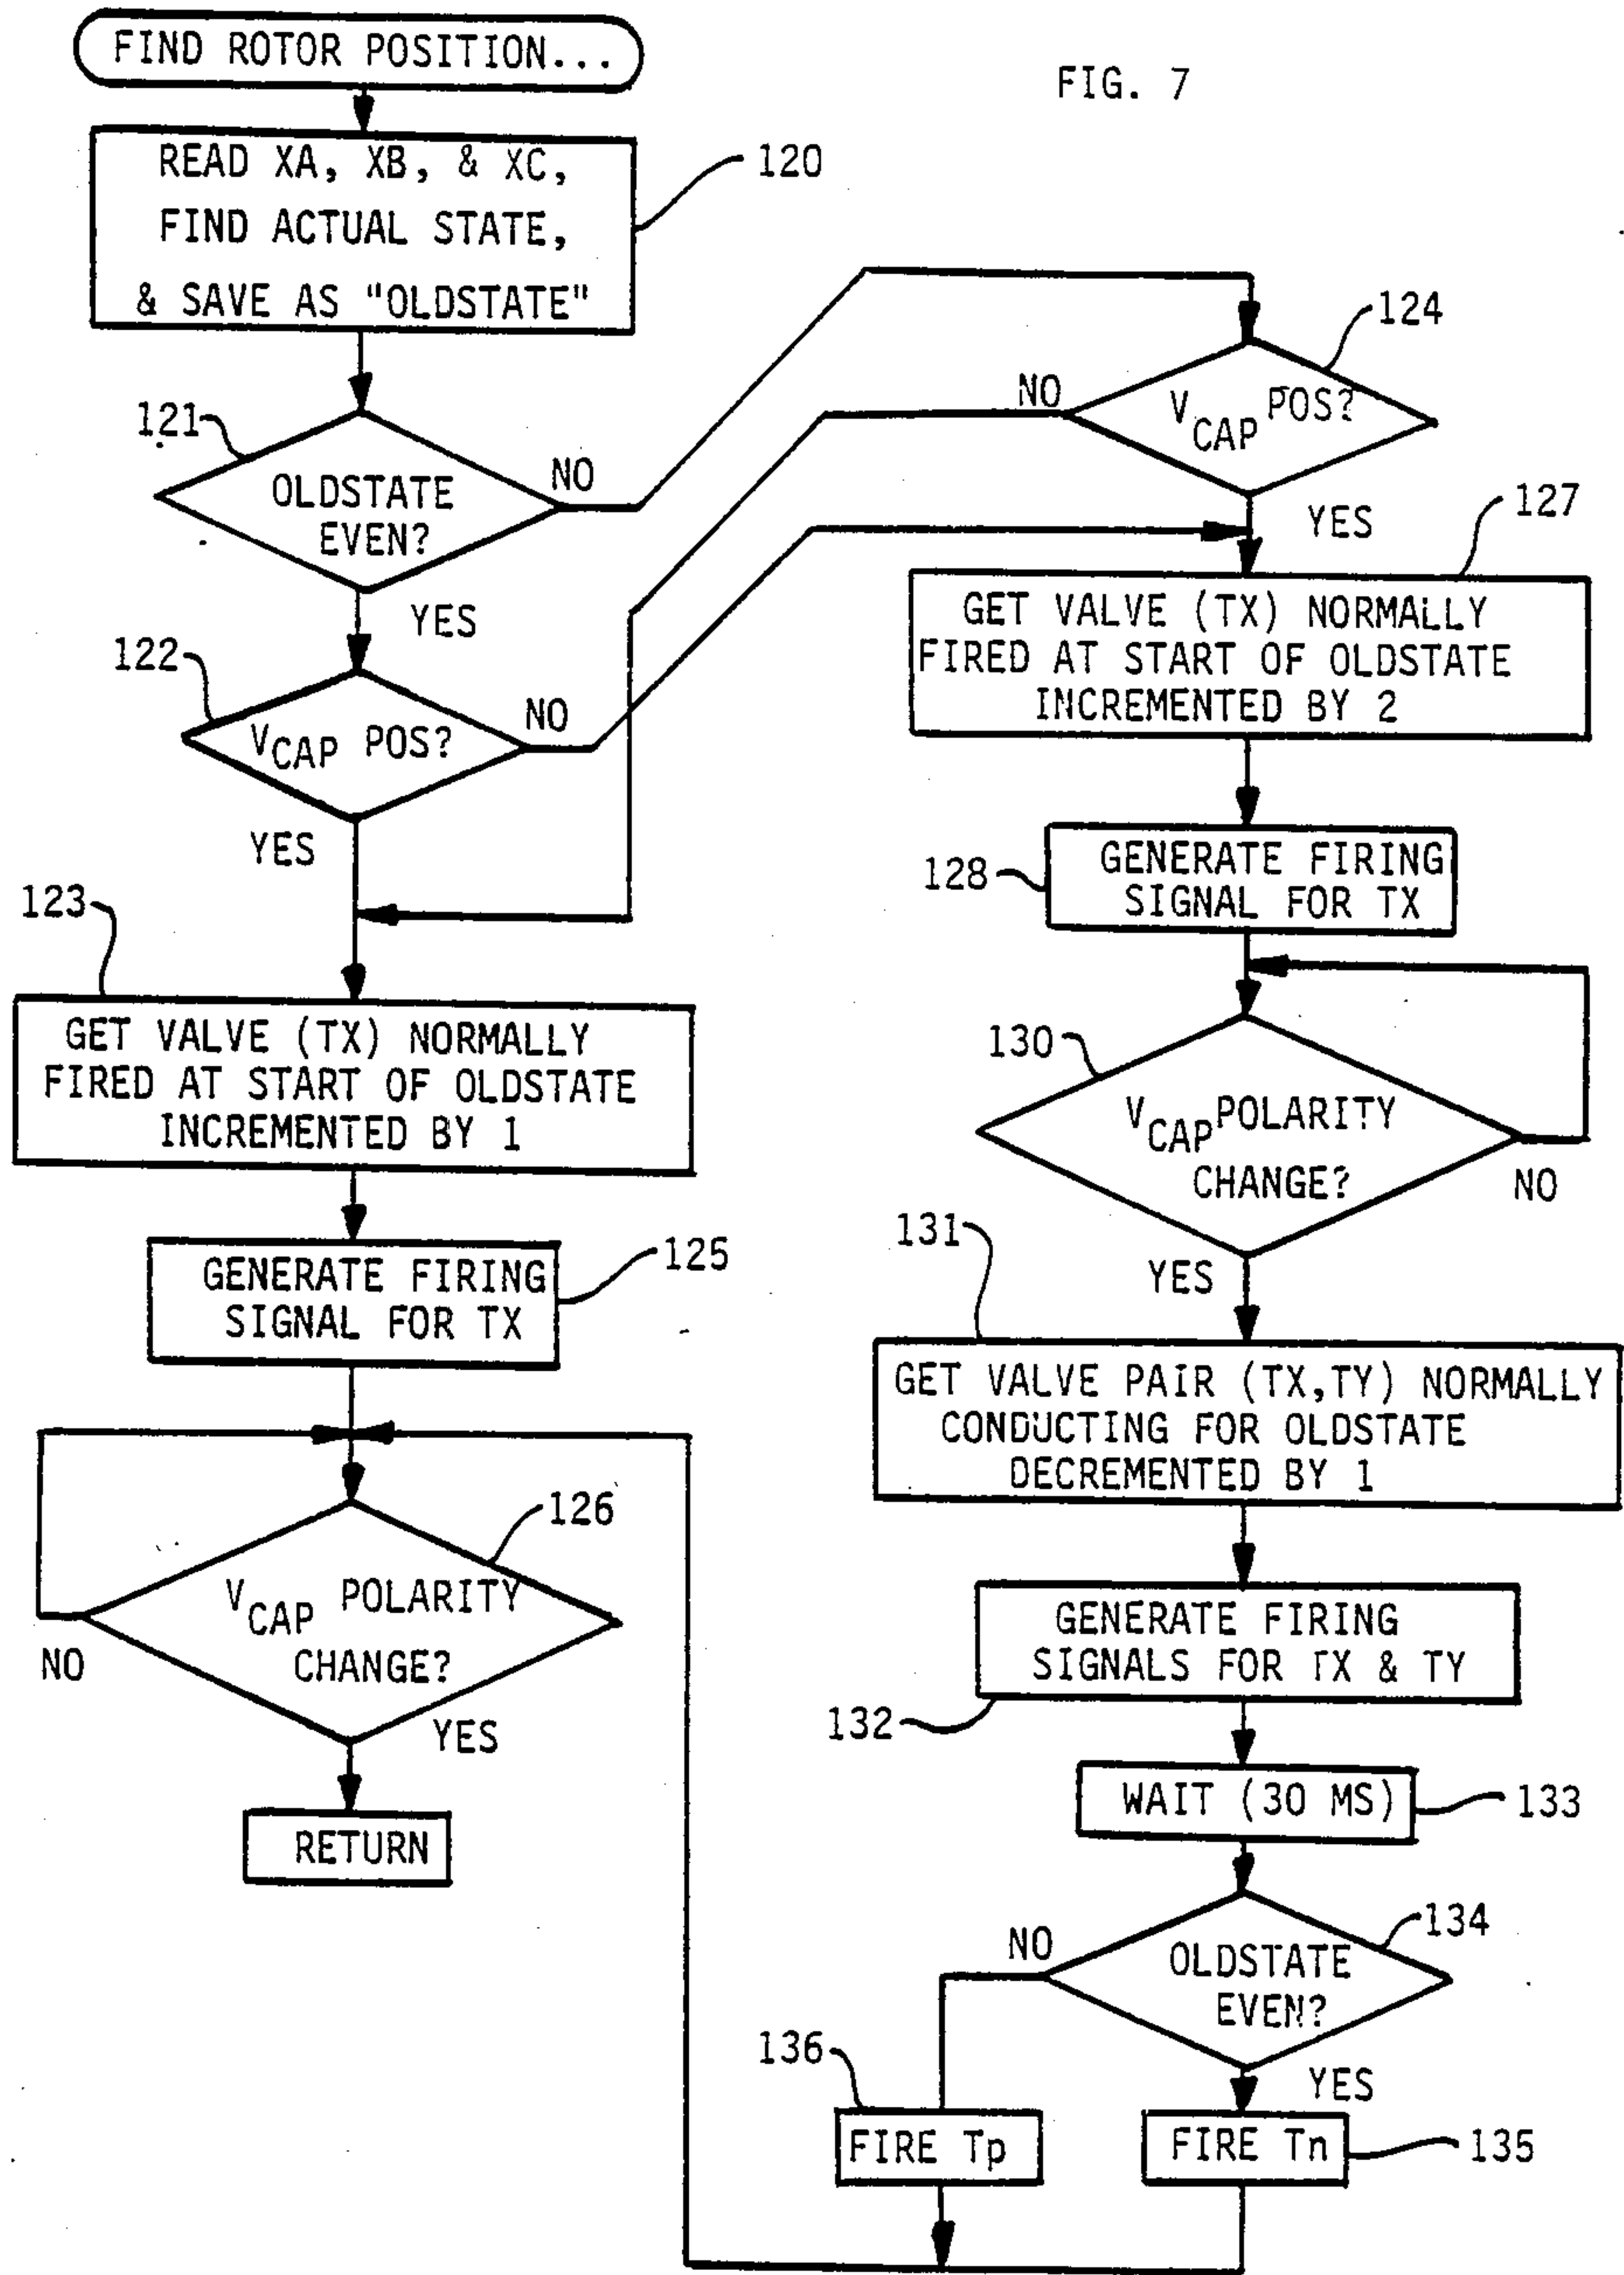 FIND ROTOR POSITION...
FIG. 7
READ XA, XB, & XC,
FIND ACTUAL STATE,
& SAVE AS "OLDSTATE"
120
121
OLDSTATE
EVEN?
NO
YES
122
VCAP POS?
NO
YES
123
GET VALVE (TX) NORMALLY
FIRED AT START OF OLDSTATE
INCREMENTED BY 1
GENERATE FIRING
SIGNAL FOR TX
125
126
VCAP POLARITY
CHANGE?
NO
YES
RETURN
124
NO
VCAP POS?
YES
127
GET VALVE (TX) NORMALLY
FIRED AT START OF OLDSTATE
INCREMENTED BY 2
128
GENERATE FIRING
SIGNAL FOR TX
130
VCAP POLARITY
CHANGE?
NO
YES
131
GET VALVE PAIR (TX,TY) NORMALLY
CONDUCTING FOR OLDSTATE
DECREMENTED BY 1
GENERATE FIRING
SIGNALS FOR TX & TY
132
WAIT (30 MS)
133
134
NO
OLDSTATE
EVEN?
YES
136
FIRE Tp
FIRE Tn
135